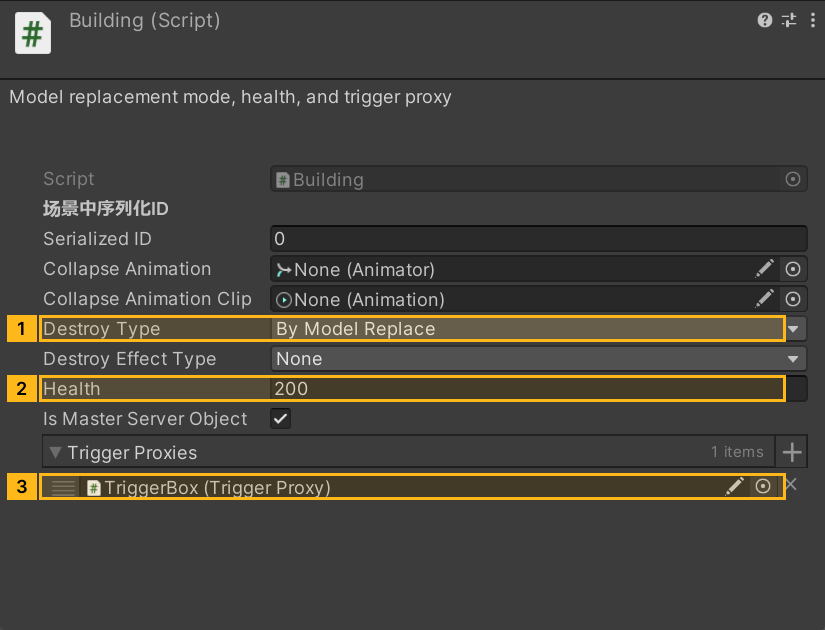 Building (Script)
Model replacement mode, health, and trigger proxy
Script Building
场景中序列化ID
Serialized ID 0
Collapse Animation None (Animator)
Collapse Animation Clip None (Animation)
1 Destroy Type By Model Replace
Destroy Effect Type None
2 Health 200
Is Master Server Object
Trigger Proxies 1 items
3 TriggerBox (Trigger Proxy)